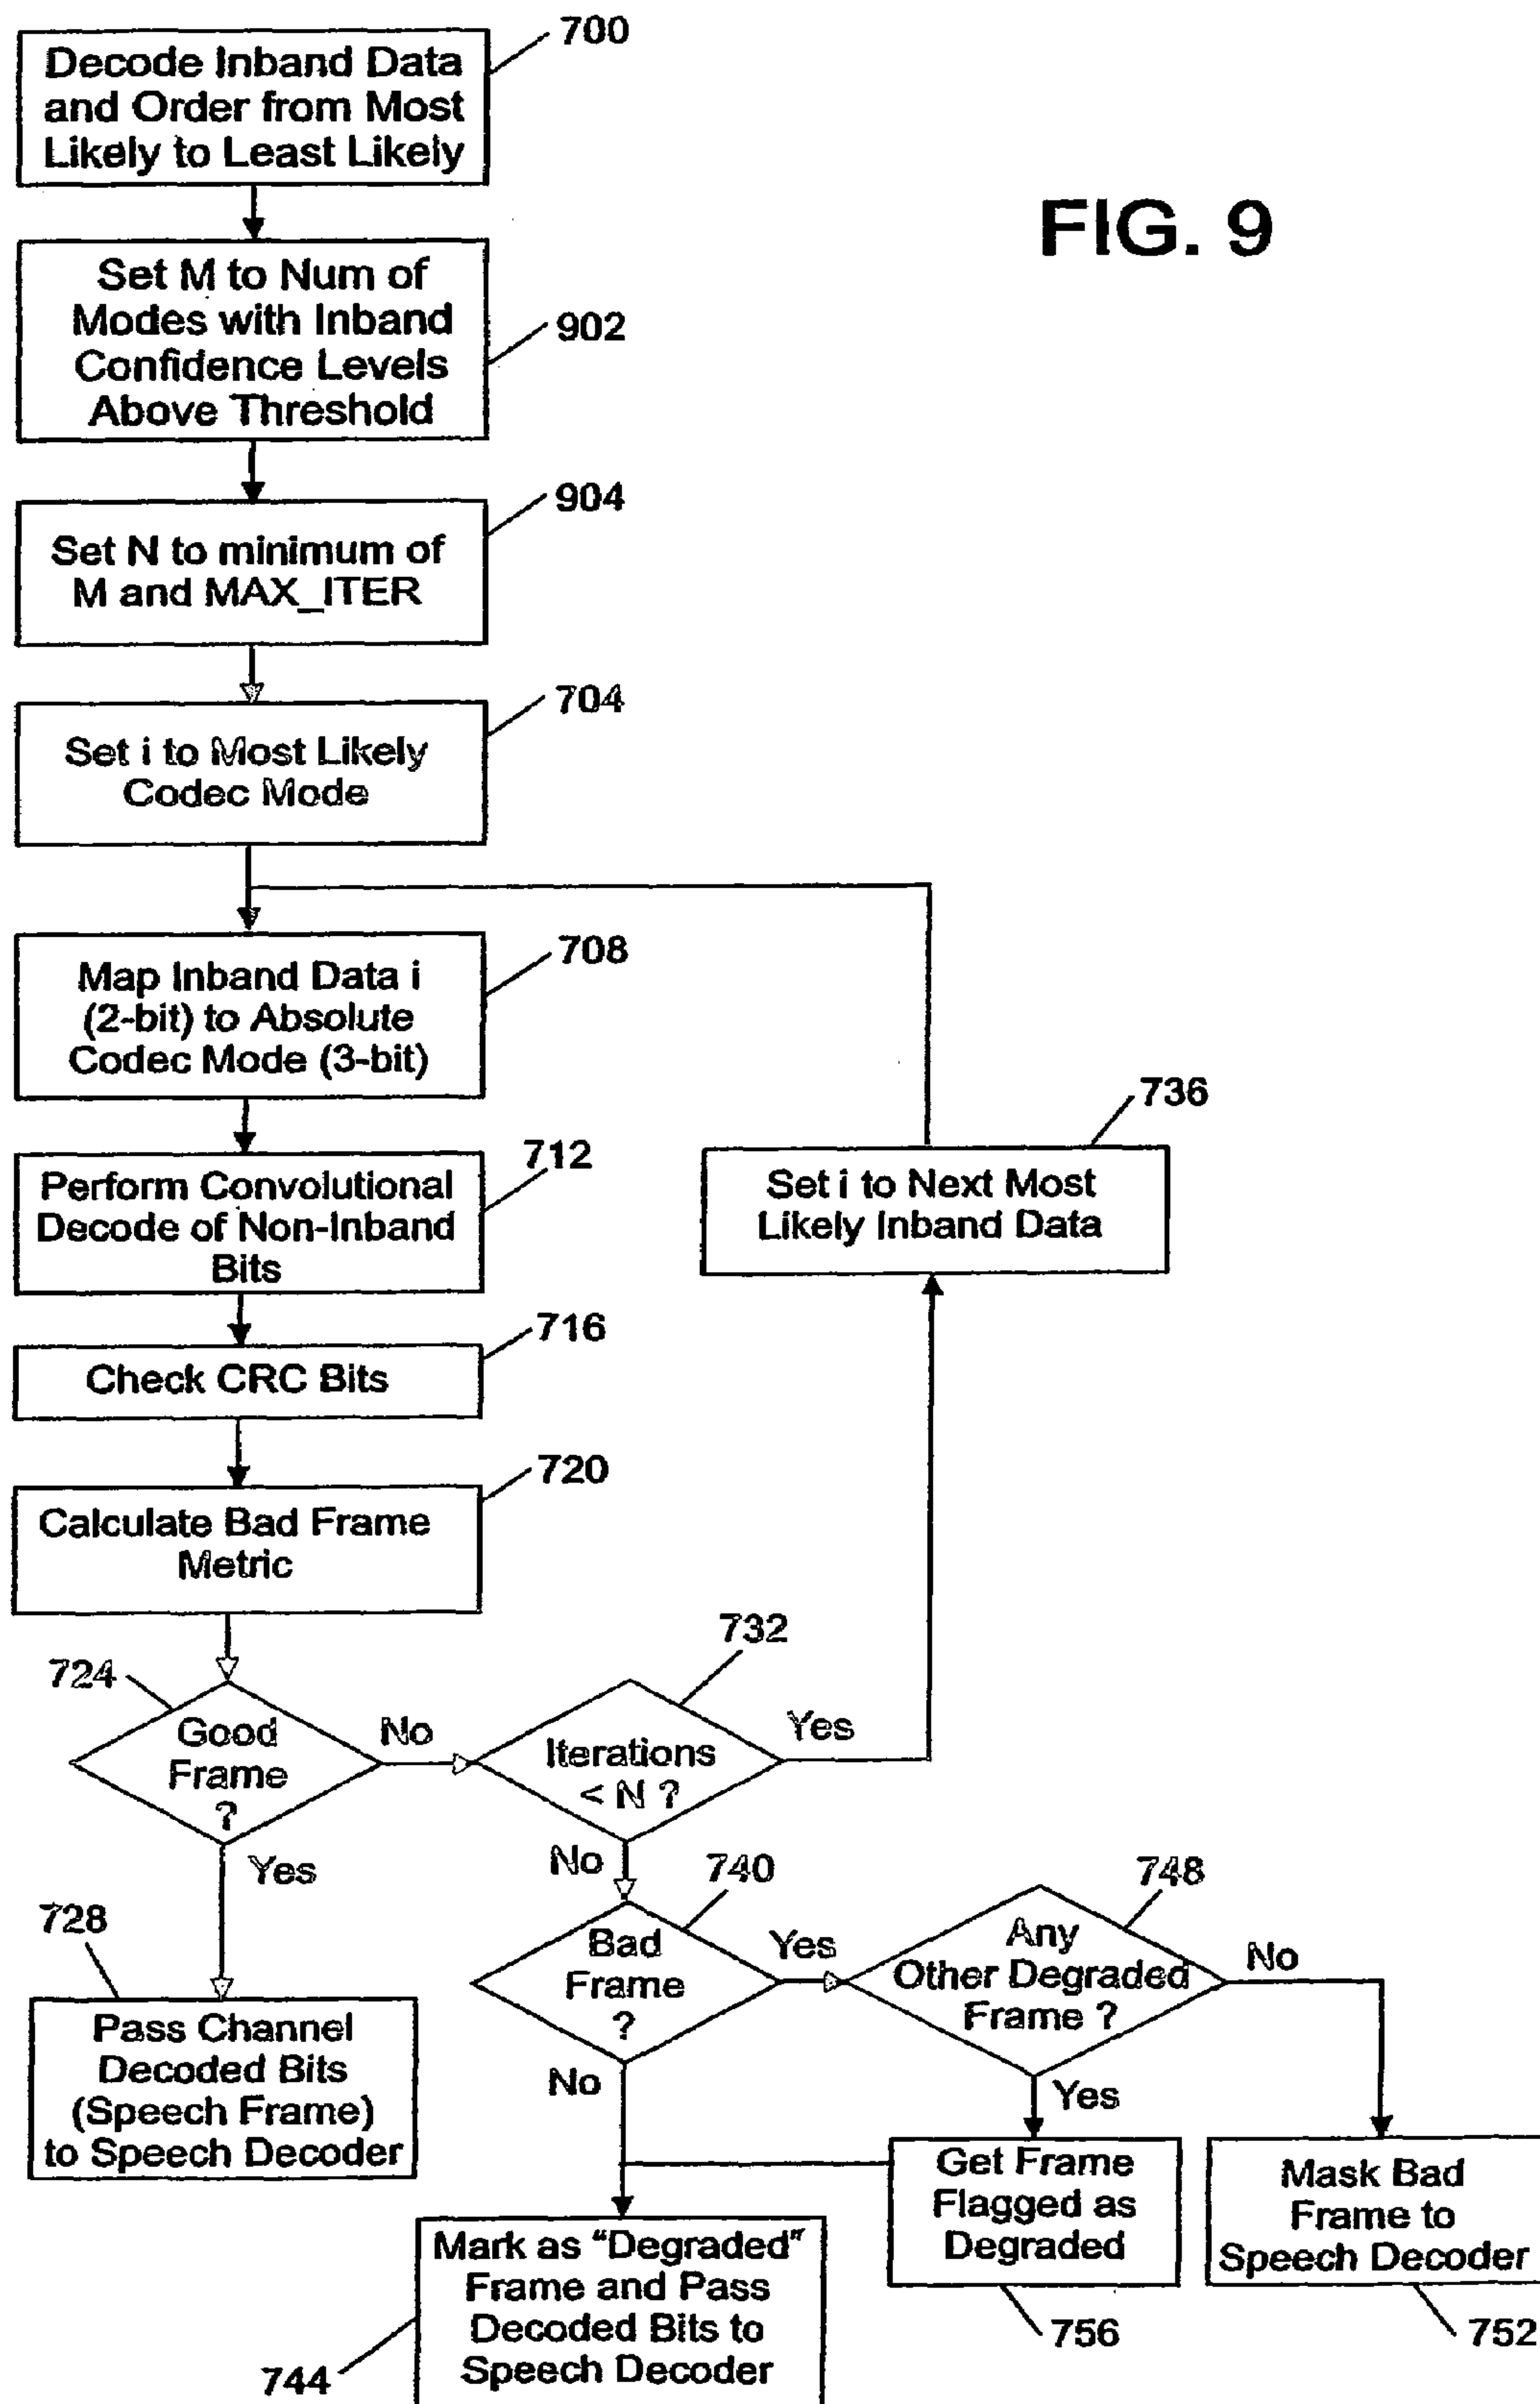 700
Decode Inband Data
and Order from Most
Likely to Least Likely
FIG. 9
Set M to Num of
Modes with Inband
Confidence Levels
Above Threshold
902
904
Set N to minimum of
M and MAX_ITER
704
Set i to Most Likely
Codec Mode
708
Map Inband Data i
(2-bit) to Absolute
Codec Mode (3-bit)
736
712
Perform Convolutional
Decode of Non-Inband
Bits
Set i to Next Most
Likely Inband Data
716
Check CRC Bits
720
Calculate Bad Frame
Metric
732
724
Good
Frame
?
No
Iterations
< N ?
Yes
Yes
No
740
748
728
Bad
Frame
?
Yes
Any
Other Degraded
Frame ?
No
Pass Channel
Decoded Bits
(Speech Frame)
to Speech Decoder
No
Yes
Get Frame
Flagged as
Degraded
Mask Bad
Frame to
Speech Decoder
Mark as “Degraded”
Frame and Pass
Decoded Bits to
Speech Decoder
756
752
744